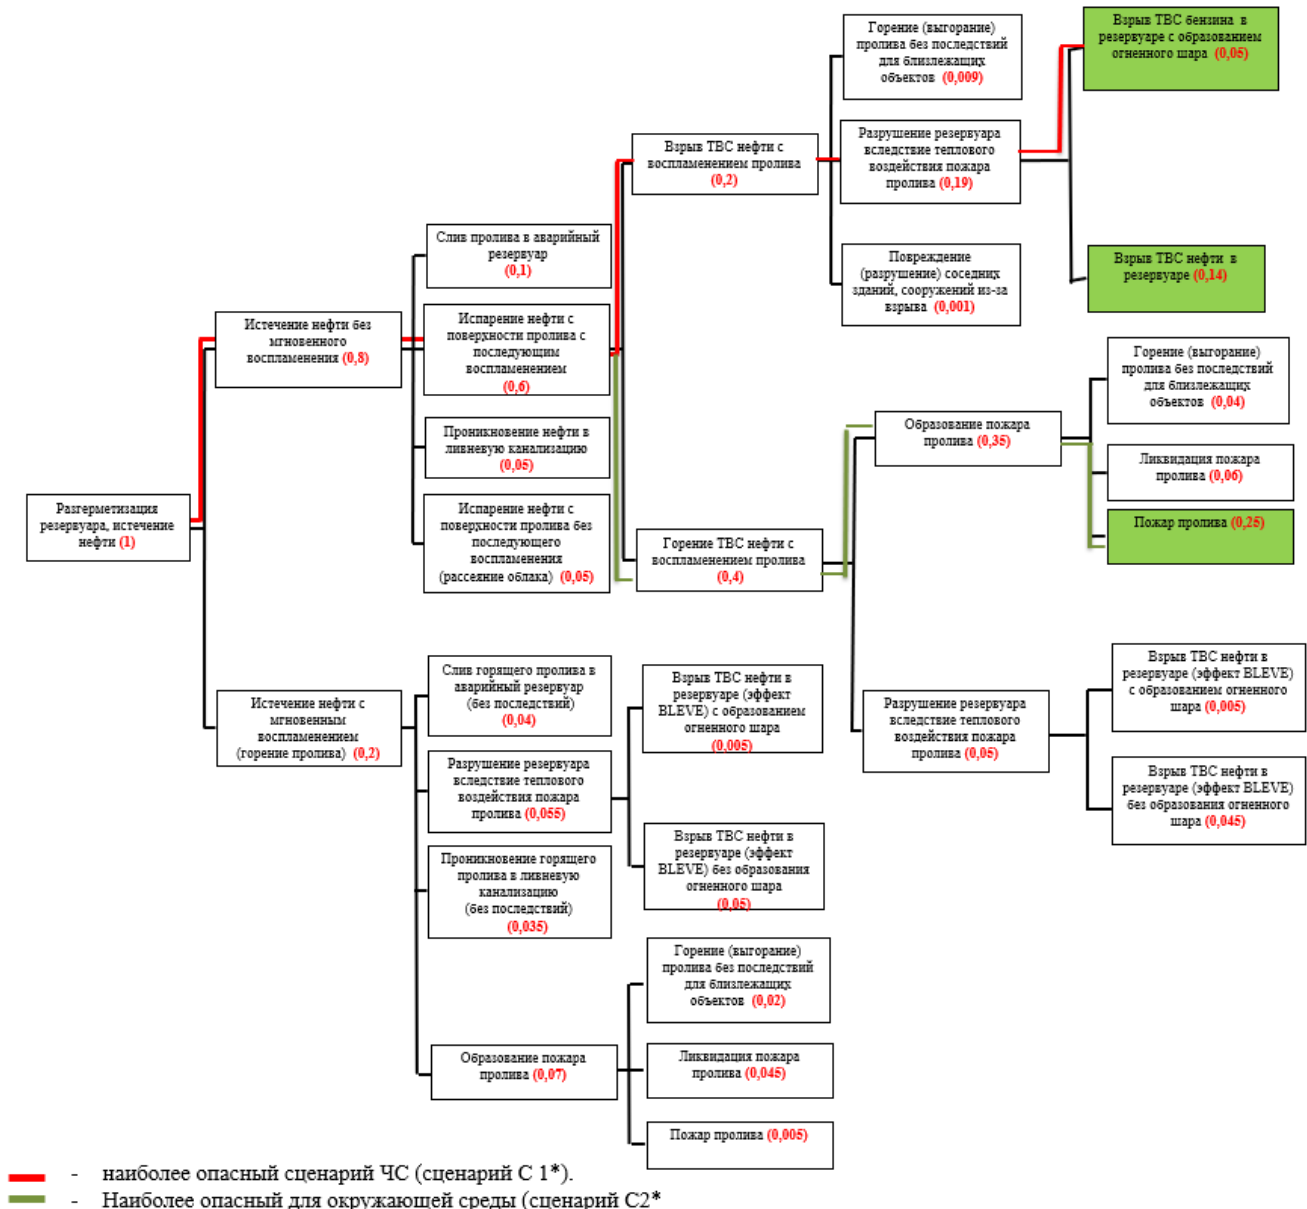 Разгерметизация
резервуара, истечение
нефти (1)
Истечение нефти без
мгновенного
воспламенения (0,8)
Истечение нефти с
мгновенным
воспламенением
(горение пролива) (0,2)
Слив пролива в аварийный
резервуар
(0,1)
Испарение нефти с
поверхности пролива с
последующим
воспламенением
(0,6)
Проникновение нефти в
ливневую канализацию
(0,05)
Испарение нефти с
поверхности пролива без
последующего
воспламенения
(рассеяние облака) (0,05)
Слив горящего пролива в
аварийный резервуар
(без последствий)
(0,04)
Разрушение резервуара
вследствие теплового
воздействия пожара
пролива (0,055)
Проникновение горящего
пролива в ливневую
канализацию
(без последствий)
(0,035)
Образование пожара
пролива (0,07)
Взрыв ТВС нефти с
воспламенением пролива
(0,2)
Горение ТВС нефти с
воспламенением пролива
(0,4)
Взрыв ТВС нефти в
резервуаре (эффект
BLEVE) с образованием
огненного шара
(0,005)
Взрыв ТВС нефти в
резервуаре (эффект
BLEVE) без образования
огненного шара
(0,05)
Горение (выгорание)
пролива без последствий
для близлежащих
объектов (0,02)
Ликвидация пожара
пролива (0,045)
Пожар пролива (0,005)
Горение (выгорание)
пролива без последствий
для близлежащих
объектов (0,009)
Разрушение резервуара
вследствие теплового
воздействия пожара
пролива (0,19)
Повреждение
(разрушение) соседних
зданий, сооружений из-за
взрыва (0,001)
Образование пожара
пролива (0,35)
Разрушение резервуара
вследствие теплового
воздействия пожара
пролива (0,05)
Взрыв ТВС бензина в
резервуаре с образованием
огненного шара (0,05)
Взрыв ТВС нефти в
резервуаре (0,14)
Горение (выгорание)
пролива без последствий
для близлежащих
объектов (0,04)
Ликвидация пожара
пролива (0,06)
Пожар пролива (0,25)
Взрыв ТВС нефти в
резервуаре (эффект BLEVE)
с образованием огненного
шара (0,005)
Взрыв ТВС нефти в
резервуаре (эффект BLEVE)
без образования огненного
шара (0,045)
- наиболее опасный сценарий ЧС (сценарий С 1*).
- Наиболее опасный для окружающей среды (сценарий С2*